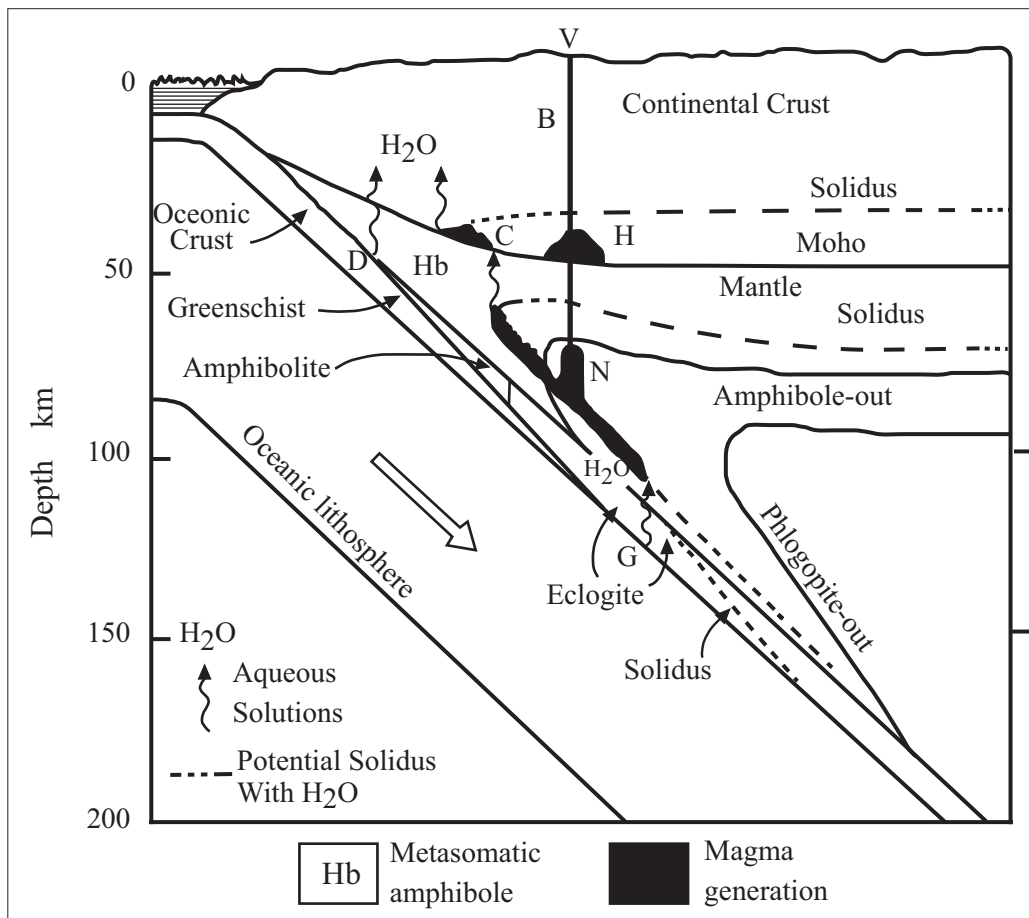 V
0
Continental Crust
B
H2O
Solidus
Oceonic
Crust
C
H
Moho
D
Hb
50
Mantle
Greenschist
Solidus
Amphibolite
N
Amphibole-out
100
H2O
Depth km
Oceanic lithosphere
G
Eclogite
Phlogopite-out
150
H2O
Solidus
Aqueous
Solutions
Potential Solidus
With H2O
200
Hb
Metasomatic
amphibole
Magma
generation